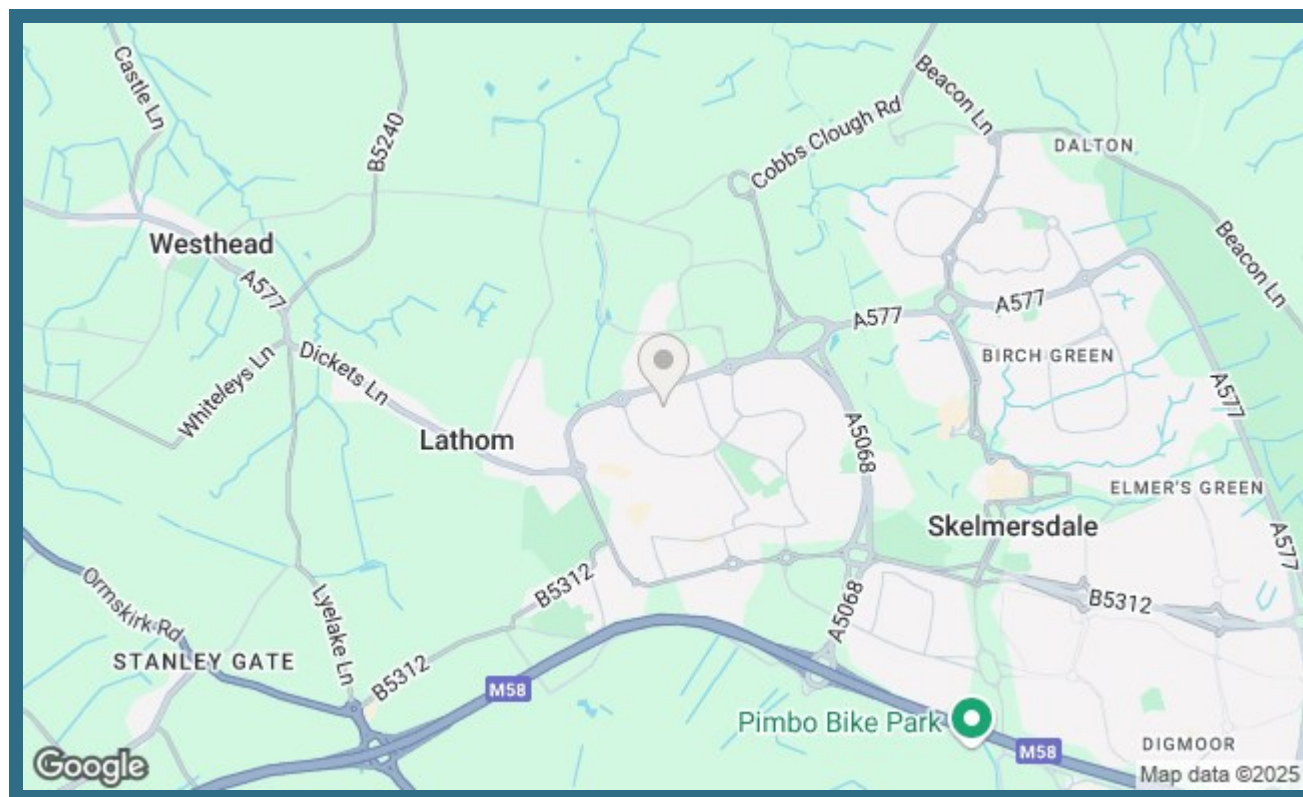 Castle Ln
B5240
Beacon Ln
Cobbs Clough Rd
DALTON
Westhead
A577
Beacon Ln
Whiteleys Ln
Dickets Ln
A577
A577
BIRCH GREEN
A577
Lathom
A5068
ELMER'S GREEN
Skelmersdale
A577
Ormskirk Rd
Lyelake Ln
B5312
B5312
A5068
STANLEY GATE
B5312
M58
Pimbo Bike Park
M58
DIGMOOR
Google
Map data ©2025